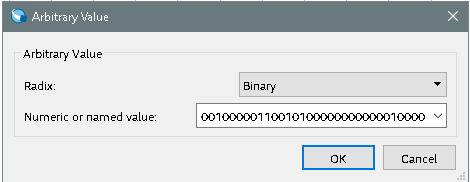 Arbitrary Value
Arbitrary Value
Radix: Binary
Numeric or named value: 00100000110010100000000000010000
OK Cancel